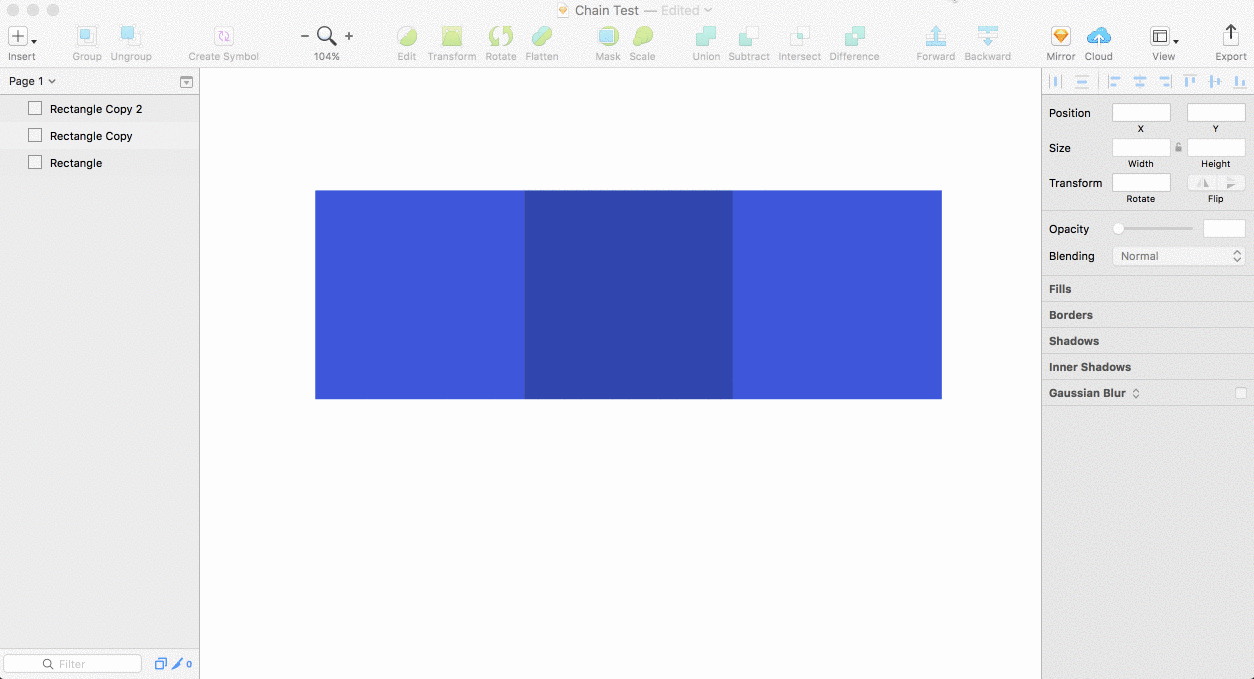 Chain Test — Edited
Insert
Group Ungroup
Create Symbol
− 104% +
Edit Transform Rotate Flatten
Mask Scale
Union Subtract Intersect Difference
Forward Backward
Mirror Cloud
View
Export
Page 1
Rectangle Copy 2
Rectangle Copy
Rectangle
Filter
0
Position
X Y
Size
Width Height
Transform
Rotate Flip
Opacity
Blending Normal
Fills
Borders
Shadows
Inner Shadows
Gaussian Blur